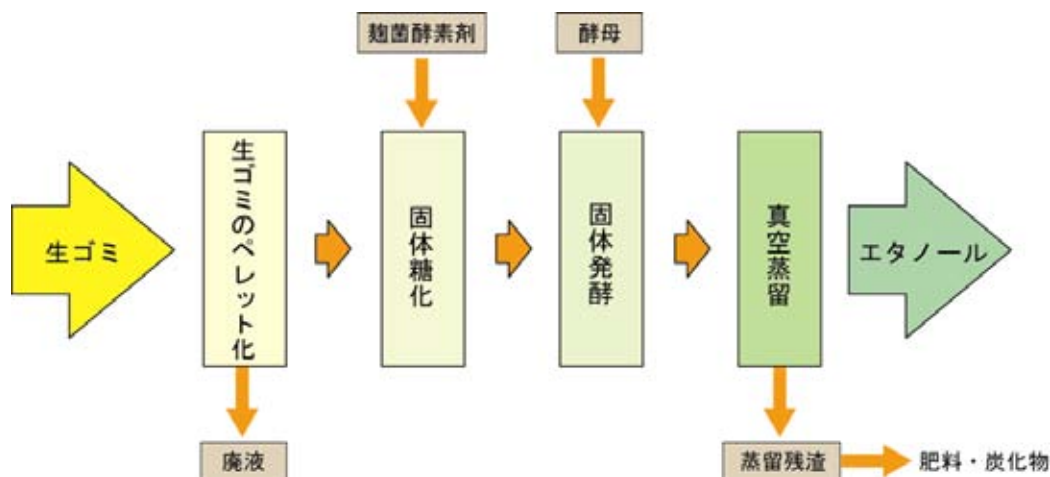 麹菌酵素剤
酵母
生ゴミ
生ゴミのペレット化
固体糖化
固体発酵
真空蒸留
エタノール
廃液
蒸留残渣
肥料・炭化物